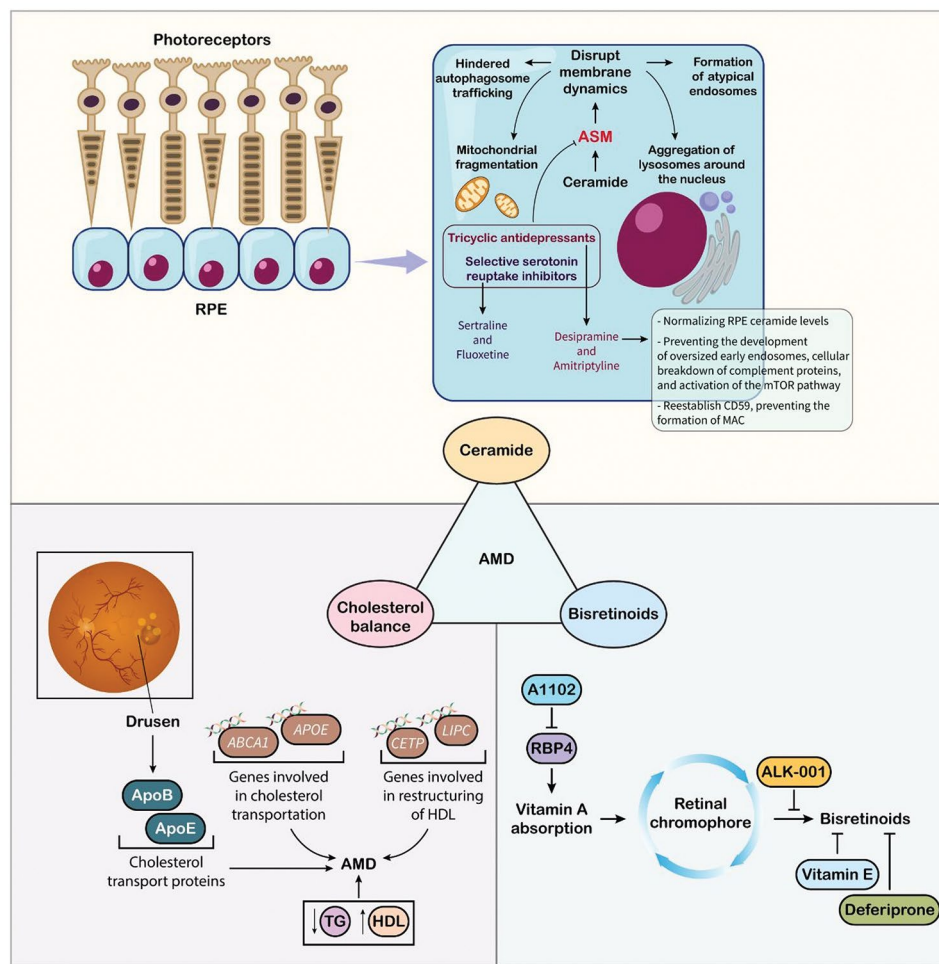 Photoreceptors
RPE
Hindered
autophagosome
trafficking
Disrupt
membrane
dynamics
Formation
of atypical
endosomes
ASM
Mitochondrial
fragmentation
Aggregation of
lysosomes around
the nucleus
Ceramide
Tricyclic antidepressants
Selective serotonin
reuptake inhibitors
Sertraline
and
Fluoxetine
Desipramine
and
Amitriptyline
- Normalizing RPE ceramide levels
- Preventing the development
of oversized early endosomes, cellular
breakdown of complement proteins,
and activation of the mTOR pathway
- Reestablish CD59, preventing the
formation of MAC
Ceramide
AMD
Cholesterol
balance
Bisretinoids
Drusen
ApoB
ApoE
Cholesterol
transport proteins
ABCA1
APOE
Genes involved
in cholesterol
transportation
CETP
LIPC
Genes involved
in restructuring
of HDL
AMD
TG
HDL
A1102
RBP4
Vitamin A
absorption
Retinal
chromophore
ALK-001
Bisretinoids
Vitamin E
Deferiprone